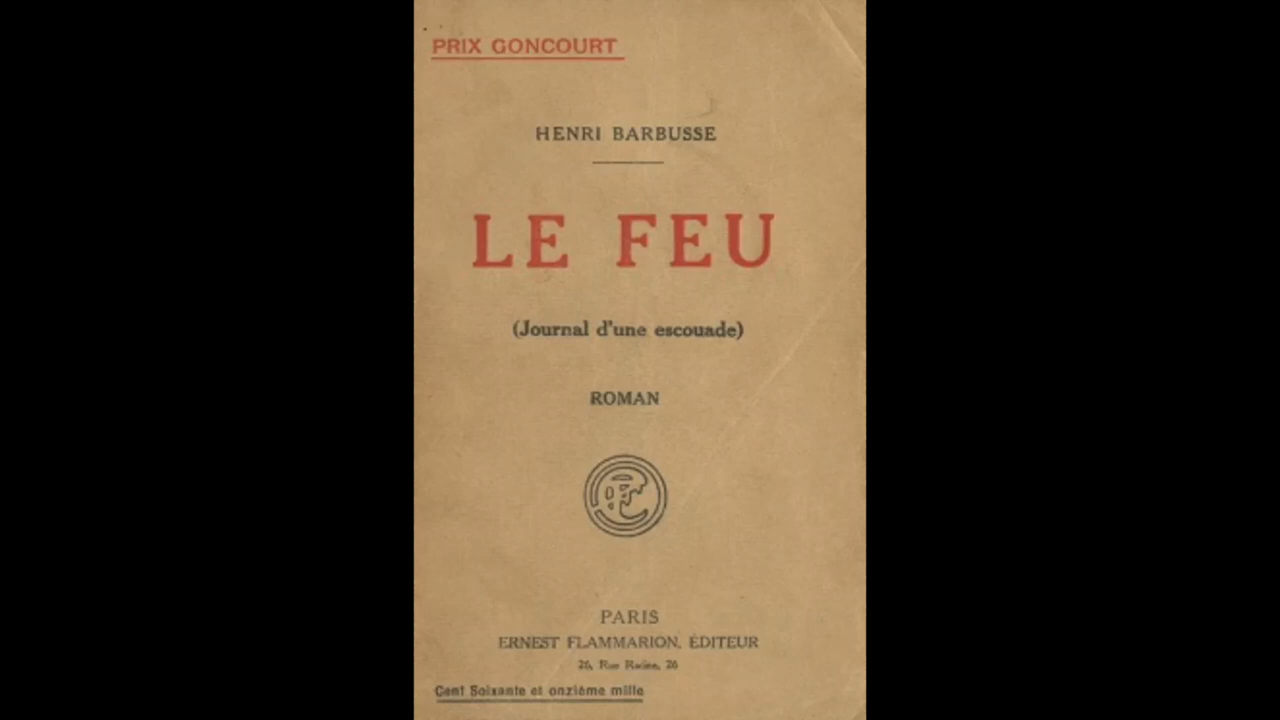 PRIX GONCOURT
HENRI BARBUSSE
LE FEU
(Journal d'une escouade)
ROMAN
PARIS
ERNEST FLAMMARION, ÉDITEUR
26, Rue Racine, 26
Cent Soixante et onzième mille